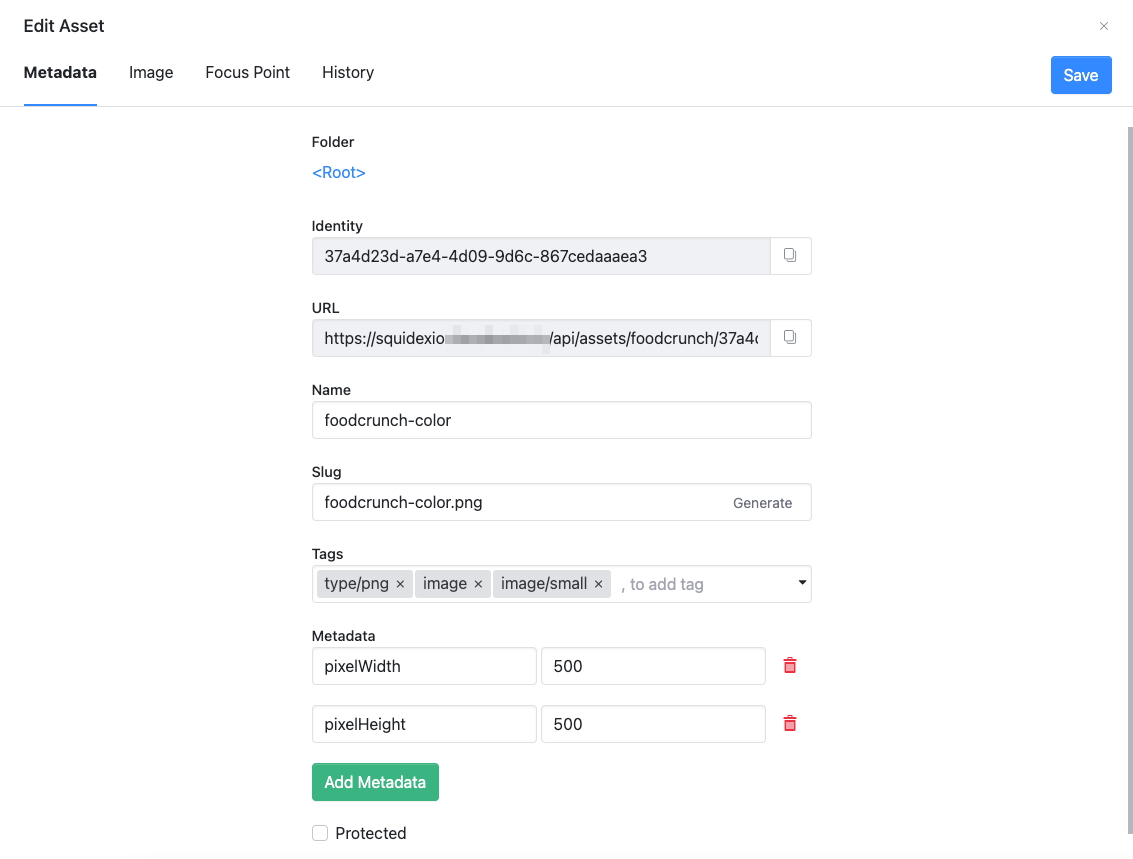 Edit Asset
Metadata Image Focus Point History Save
Folder
<Root>
Identity
37a4d23d-a7e4-4d09-9d6c-867cedaaaea3
URL
https://squidexio /api/assets/foodcrunch/37a4
Name
foodcrunch-color
Slug
foodcrunch-color.png Generate
Tags
type/png × image × image/small × , to add tag
Metadata
pixelWidth 500
pixelHeight 500
Add Metadata
Protected